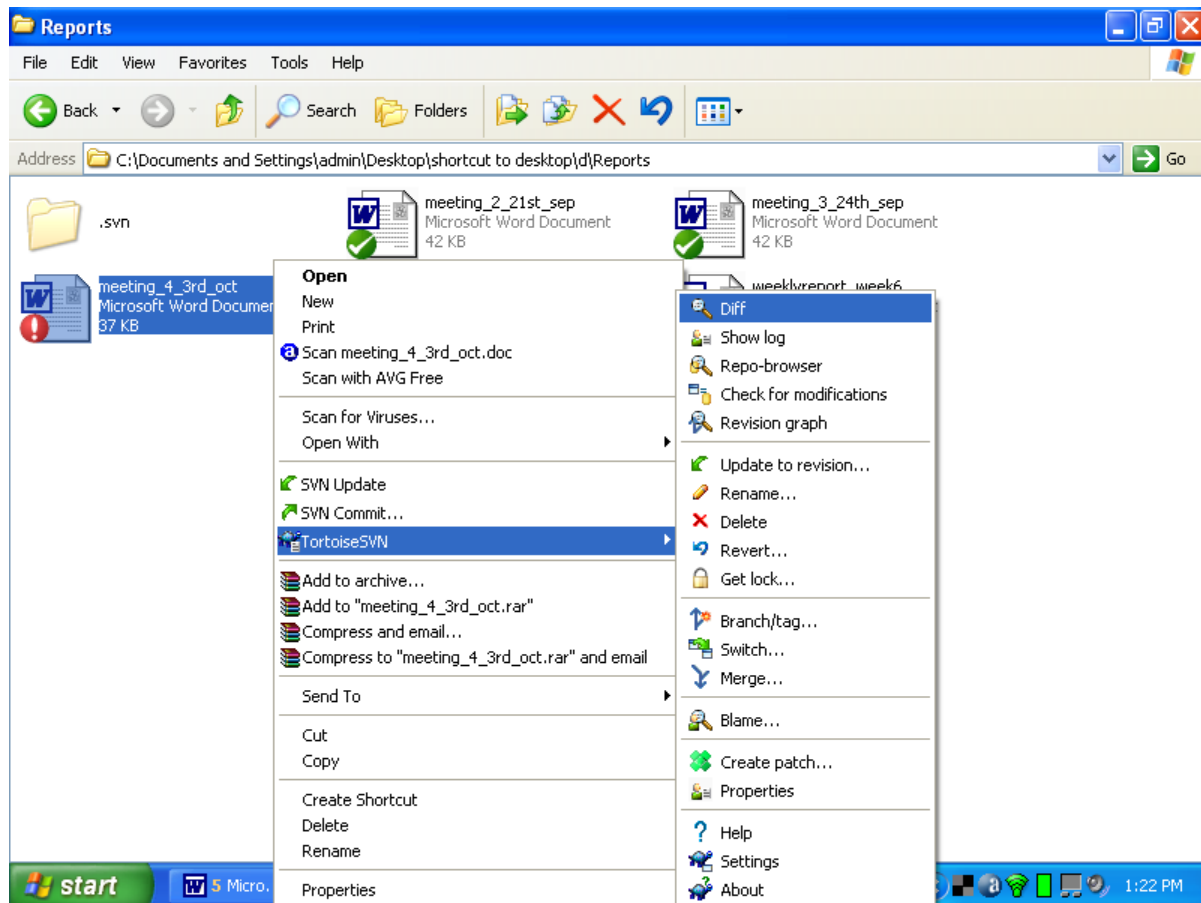 Reports
File Edit View Favorites Tools Help
Back Search Folders
Address C:\Documents and Settings\admin\Desktop\shortcut to desktop\d\Reports Go
.svn
meeting_2_21st_sep
Microsoft Word Document
42 KB
meeting_3_24th_sep
Microsoft Word Document
42 KB
meeting_4_3rd_oct
Microsoft Word Documen
37 KB
weeklyreport_week6
Open
New
Print
Scan meeting_4_3rd_oct.doc
Scan with AVG Free
Scan for Viruses...
Open With
SVN Update
SVN Commit...
TortoiseSVN
Add to archive...
Add to "meeting_4_3rd_oct.rar"
Compress and email...
Compress to "meeting_4_3rd_oct.rar" and email
Send To
Cut
Copy
Create Shortcut
Delete
Rename
Properties
Diff
Show log
Repo-browser
Check for modifications
Revision graph
Update to revision...
Rename...
Delete
Revert...
Get lock...
Branch/tag...
Switch...
Merge...
Blame...
Create patch...
Properties
Help
Settings
About
start 5 Micro. 1:22 PM